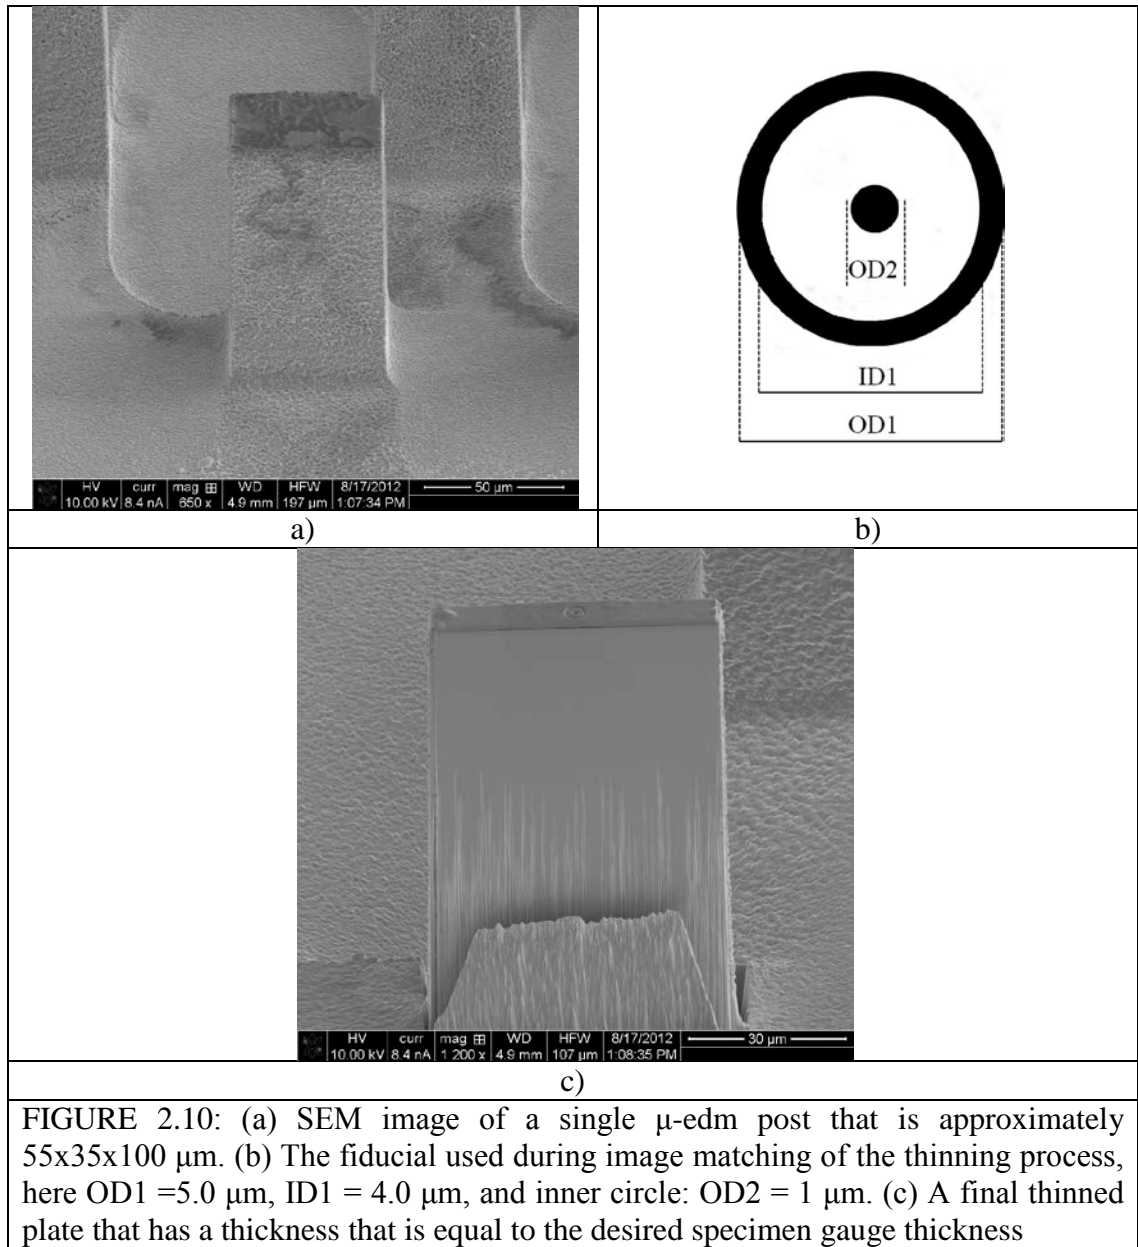 HV curr mag ⊞ WD HFW 8/17/2012 50 µm
10.00 kV 8.4 nA 650 x 4.9 mm 197 µm 1:07:34 PM
OD2
ID1
OD1
a) b)
HV curr mag ⊞ WD HFW 8/17/2012 30 µm
10.00 kV 8.4 nA 1 200 x 4.9 mm 107 µm 1:08:35 PM
c)
FIGURE 2.10: (a) SEM image of a single μ-edm post that is approximately
55x35x100 μm. (b) The fiducial used during image matching of the thinning process,
here OD1 =5.0 μm, ID1 = 4.0 μm, and inner circle: OD2 = 1 μm. (c) A final thinned
plate that has a thickness that is equal to the desired specimen gauge thickness